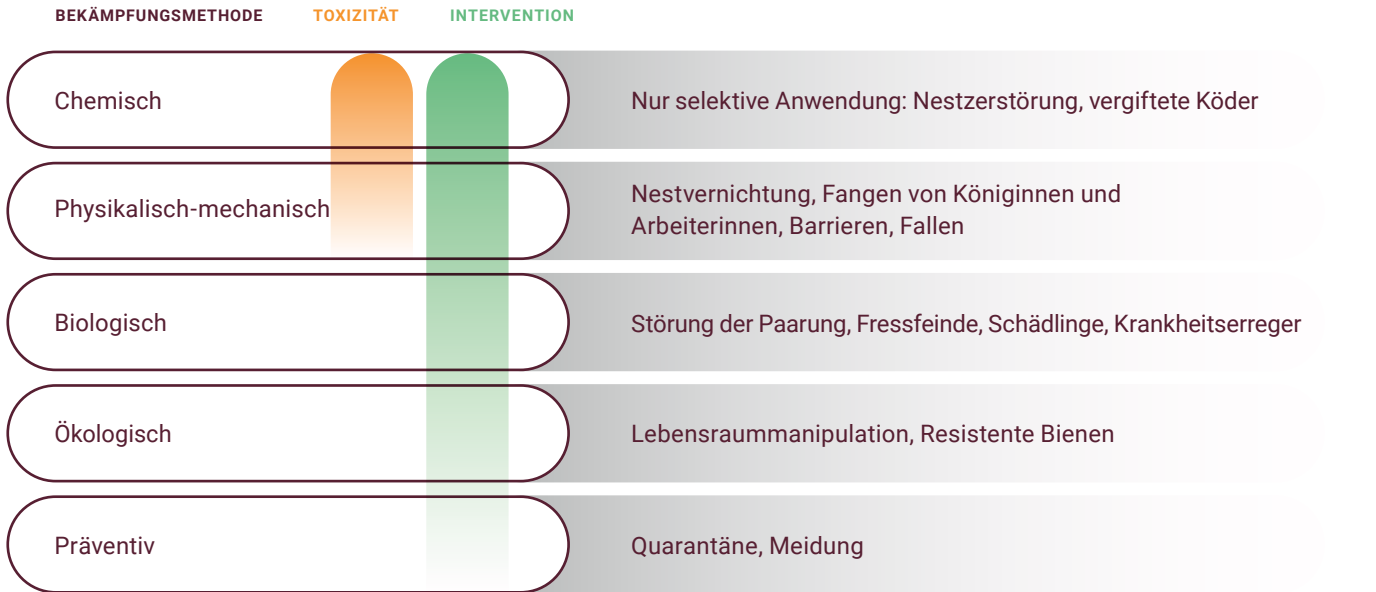 BEKÄMPFUNGSMETHODE TOXIZITÄT INTERVENTION
Chemisch
Nur selektive Anwendung: Nestzerstörung, vergiftete Köder
Physikalisch-mechanisch
Nestvernichtung, Fangen von Königinnen und
Arbeiterinnen, Barrieren, Fallen
Biologisch
Störung der Paarung, Fressfeinde, Schädlinge, Krankheitserreger
Ökologisch
Lebensraummanipulation, Resistente Bienen
Präventiv
Quarantäne, Meidung